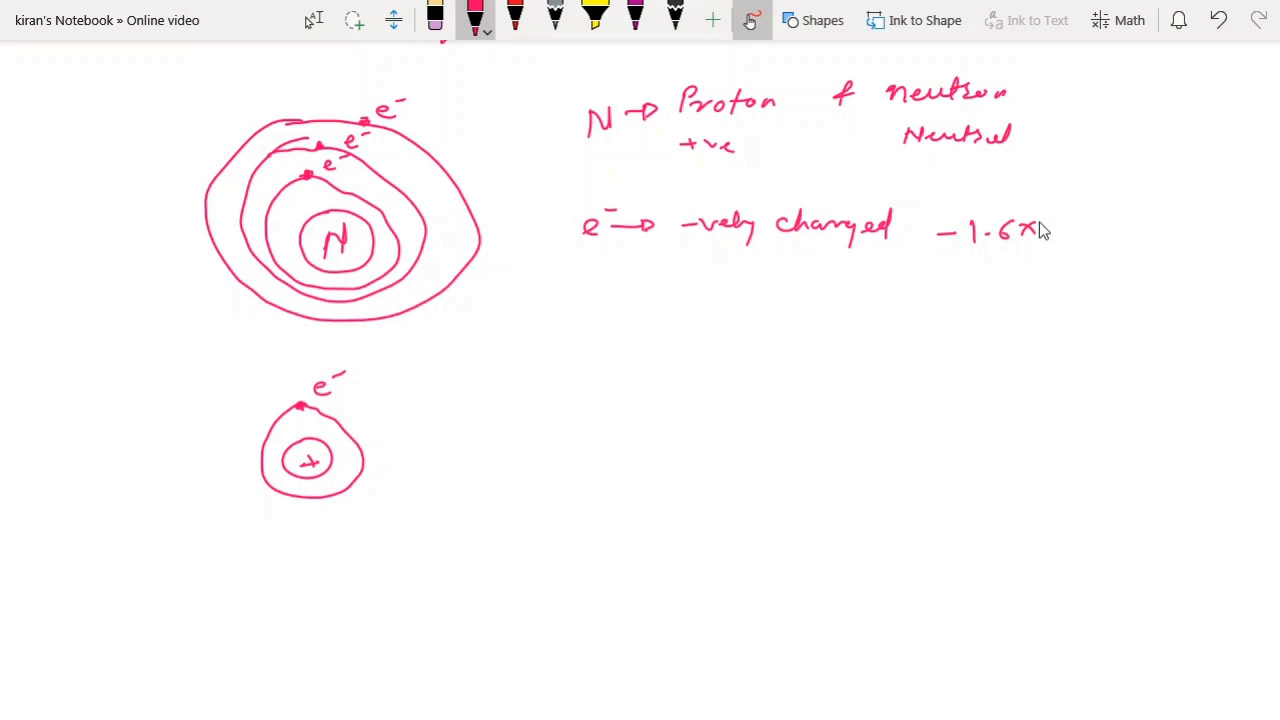 kiran's Notebook » Online video
Shapes
Ink to Shape
Ink to Text
Math
N → Proton & neutron
+ve Neutral
e⁻ → -vely charged - 1.6×
e⁻
e⁻
e⁻
N
e⁻
+